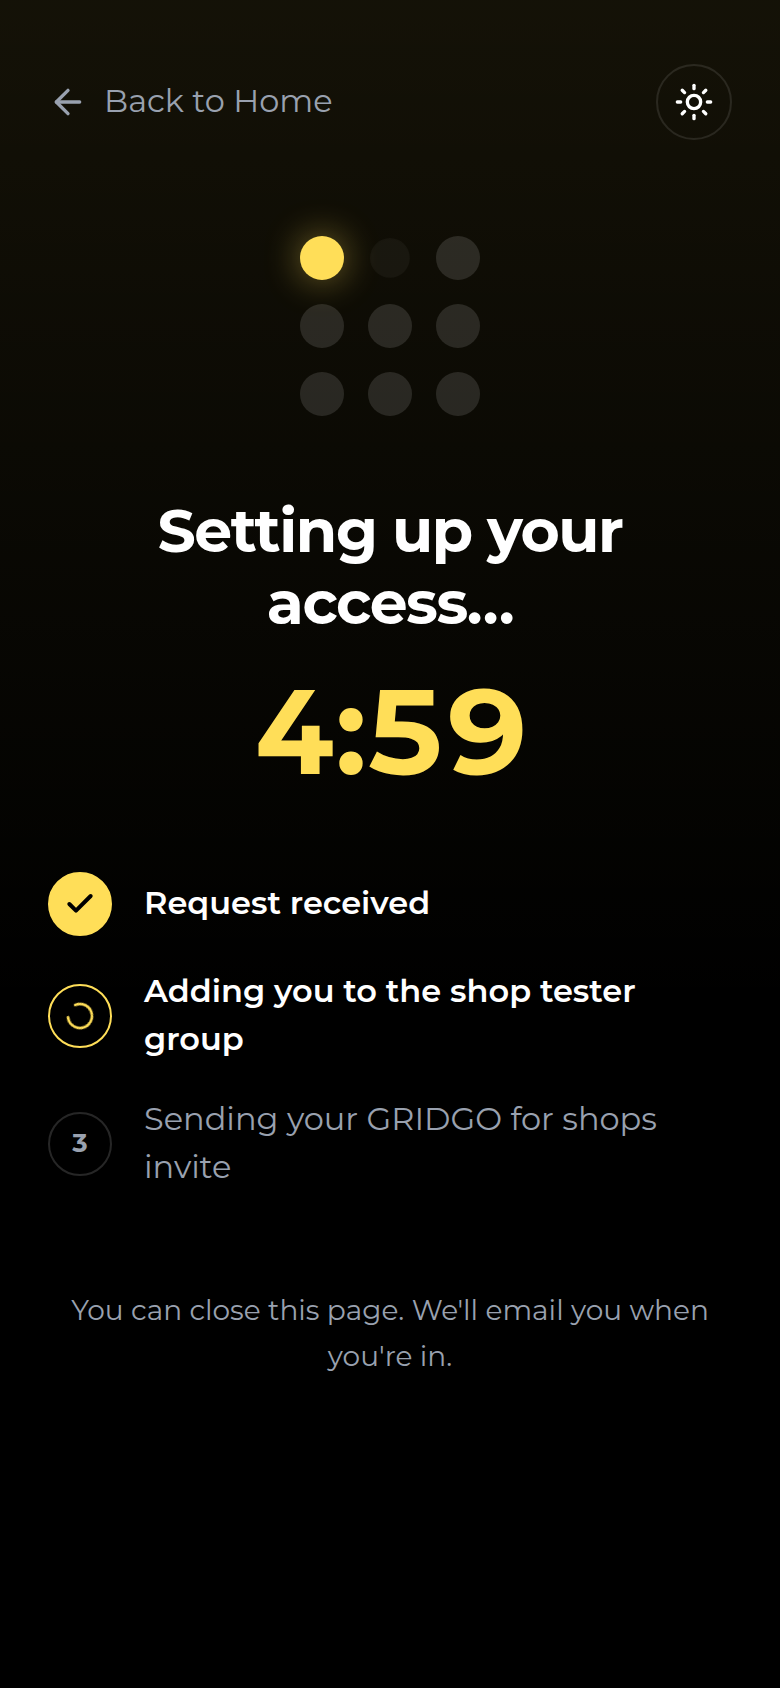 Back to Home
Setting up your
access...
4:59
Request received
Adding you to the shop tester
group
3
Sending your GRIDGO for shops
invite
You can close this page. We'll email you when
you're in.